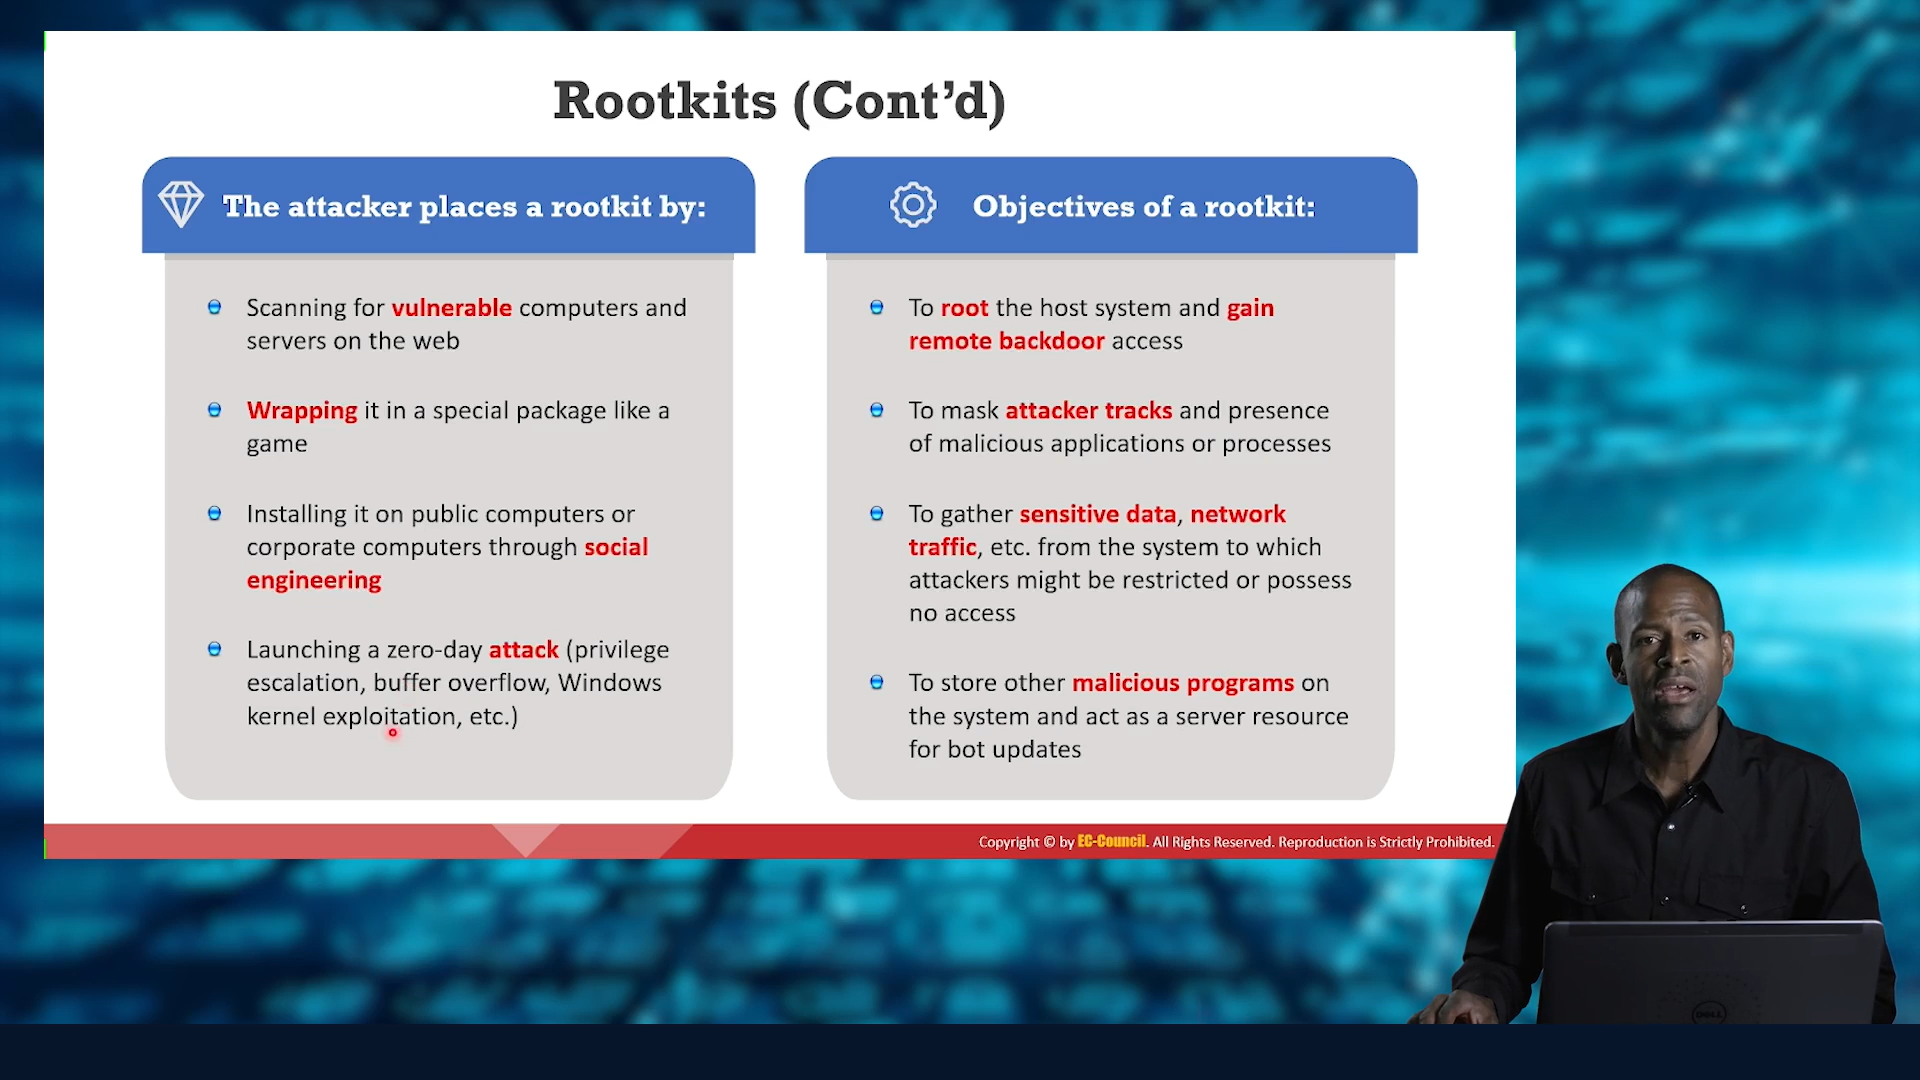 Rootkits (Cont’d)
The attacker places a rootkit by:
Scanning for vulnerable computers and
servers on the web
Wrapping it in a special package like a
game
Installing it on public computers or
corporate computers through social
engineering
Launching a zero-day attack (privilege
escalation, buffer overflow, Windows
kernel exploitation, etc.)
Objectives of a rootkit:
To root the host system and gain
remote backdoor access
To mask attacker tracks and presence
of malicious applications or processes
To gather sensitive data, network
traffic, etc. from the system to which
attackers might be restricted or possess
no access
To store other malicious programs on
the system and act as a server resource
for bot updates
Copyright © by EC-Council. All Rights Reserved. Reproduction is Strictly Prohibited.
DELL